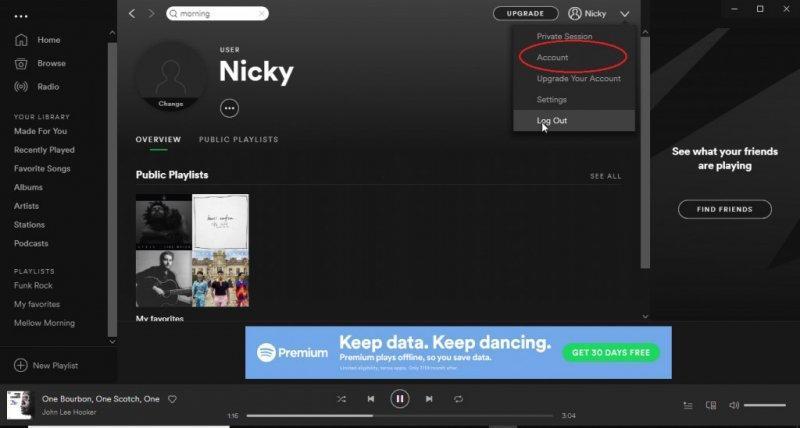 morning
UPGRADE
Nicky
Private Session
Account
Upgrade Your Account
Settings
Log Out
Home
Browse
Radio
YOUR LIBRARY
Made For You
Recently Played
Favorite Songs
Albums
Artists
Stations
Podcasts
PLAYLISTS
Funk Rock
My favorites
Mellow Morning
New Playlist
USER
Nicky
Change
OVERVIEW PUBLIC PLAYLISTS
Public Playlists
SEE ALL
My favorites
See what your friends
are playing
FIND FRIENDS
Premium
Keep data. Keep dancing.
Premium plays offline, so you save data.
GET 30 DAYS FREE
One Bourbon, One Scotch, One
John Lee Hooker
1:16
3:04